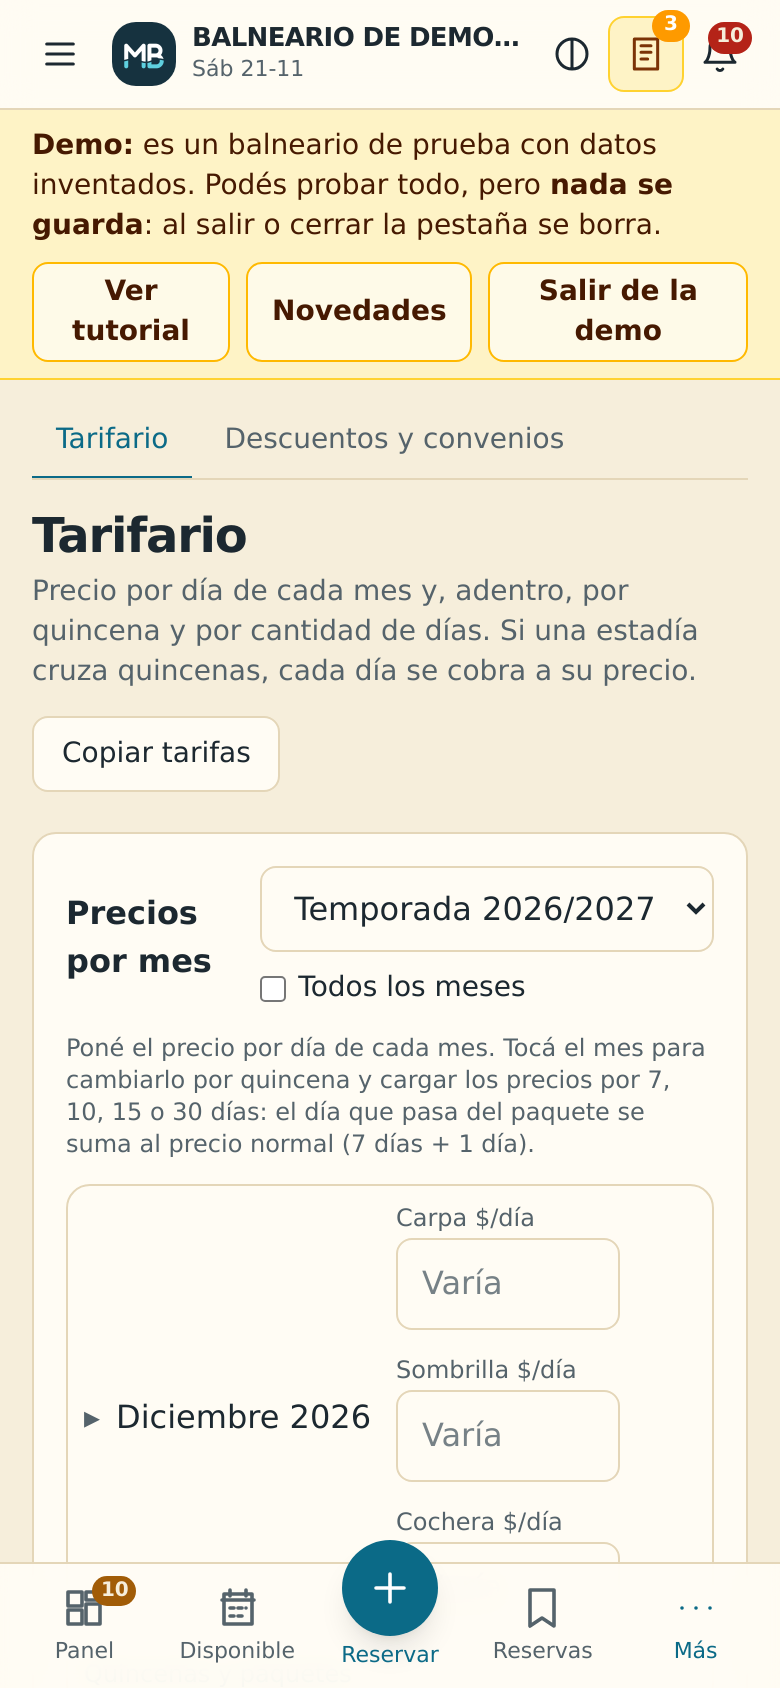 MB
BALNEARIO DE DEMO...
Sáb 21-11
3
10
Demo: es un balneario de prueba con datos
inventados. Podés probar todo, pero nada se
guarda: al salir o cerrar la pestaña se borra.
Ver
tutorial
Novedades
Salir de la
demo
Tarifario
Descuentos y convenios
Tarifario
Precio por día de cada mes y, adentro, por
quincena y por cantidad de días. Si una estadía
cruza quincenas, cada día se cobra a su precio.
Copiar tarifas
Precios
por mes
Temporada 2026/2027
Todos los meses
Poné el precio por día de cada mes. Tocá el mes para
cambiarlo por quincena y cargar los precios por 7,
10, 15 o 30 días: el día que pasa del paquete se
suma al precio normal (7 días + 1 día).
Carpa $/día
Varía
Sombrilla $/día
Varía
Diciembre 2026
Cochera $/día
10
Panel
Disponible
Reservar
Reservas
Más